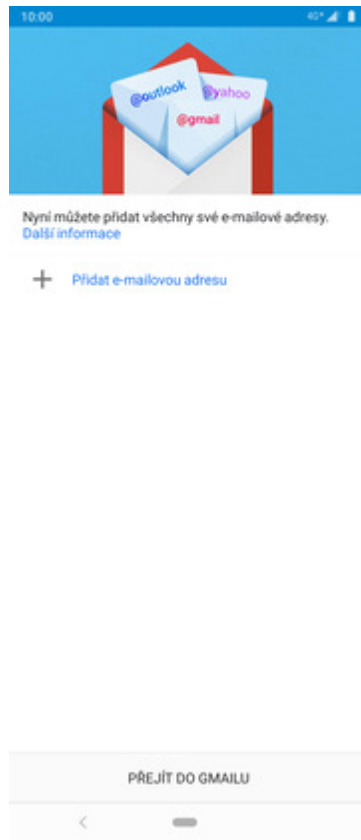 10:00 4G+
@outlook @yahoo
@gmail
Nyní můžete přidat všechny své e-mailové adresy.
Další informace
Přidat e-mailovou adresu
PŘEJÍT DO GMAILU